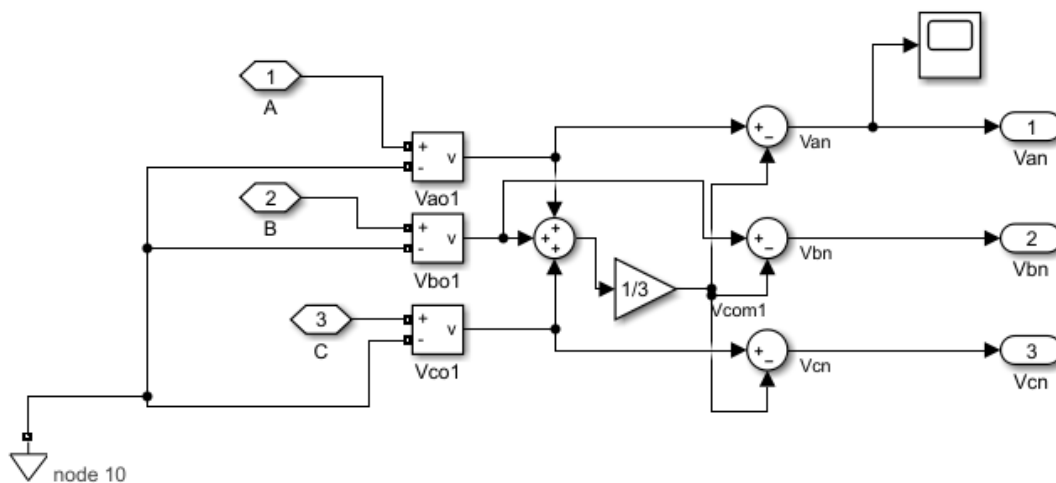 1
A
+
-
v
Vao1
2
B
+
-
v
Vbo1
3
C
+
-
v
Vco1
node 10
+
+
+
1/3
Vcom1
+
−
Van
+
−
Vbn
+
−
Vcn
1
Van
2
Vbn
3
Vcn